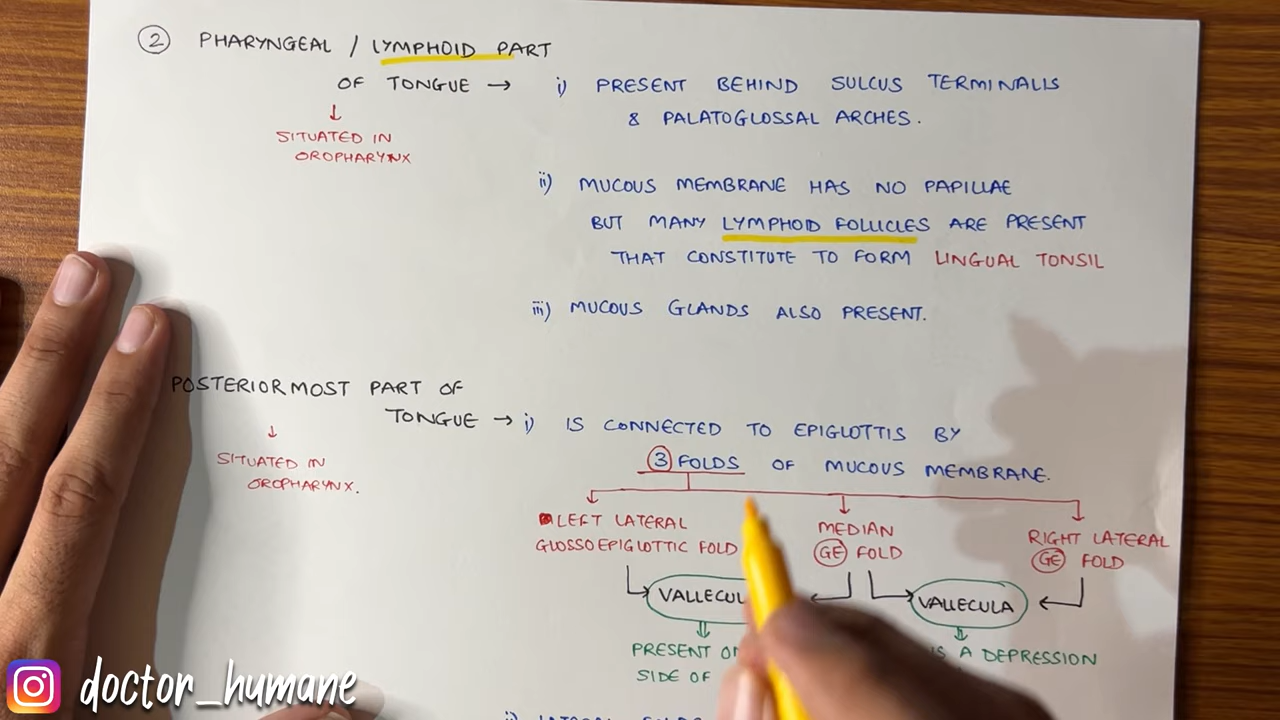 ② PHARYNGEAL / LYMPHOID PART
OF TONGUE →
↓
SITUATED IN
OROPHARYNX
i) PRESENT BEHIND SULCUS TERMINALIS
& PALATOGLOSSAL ARCHES.
ii) MUCOUS MEMBRANE HAS NO PAPILLAE
BUT MANY LYMPHOID FOLLICLES ARE PRESENT
THAT CONSTITUTE TO FORM LINGUAL TONSIL
iii) MUCOUS GLANDS ALSO PRESENT.
POSTERIORMOST PART OF
TONGUE →
↓
SITUATED IN
OROPHARYNX.
i) IS CONNECTED TO EPIGLOTTIS BY
③ FOLDS OF MUCOUS MEMBRANE.
LEFT LATERAL
GLOSSOEPIGLOTTIC FOLD
MEDIAN
GE FOLD
RIGHT LATERAL
GE FOLD
VALLECUL
VALLECULA
PRESENT
SIDE OF
IS A DEPRESSION
doctor_humane